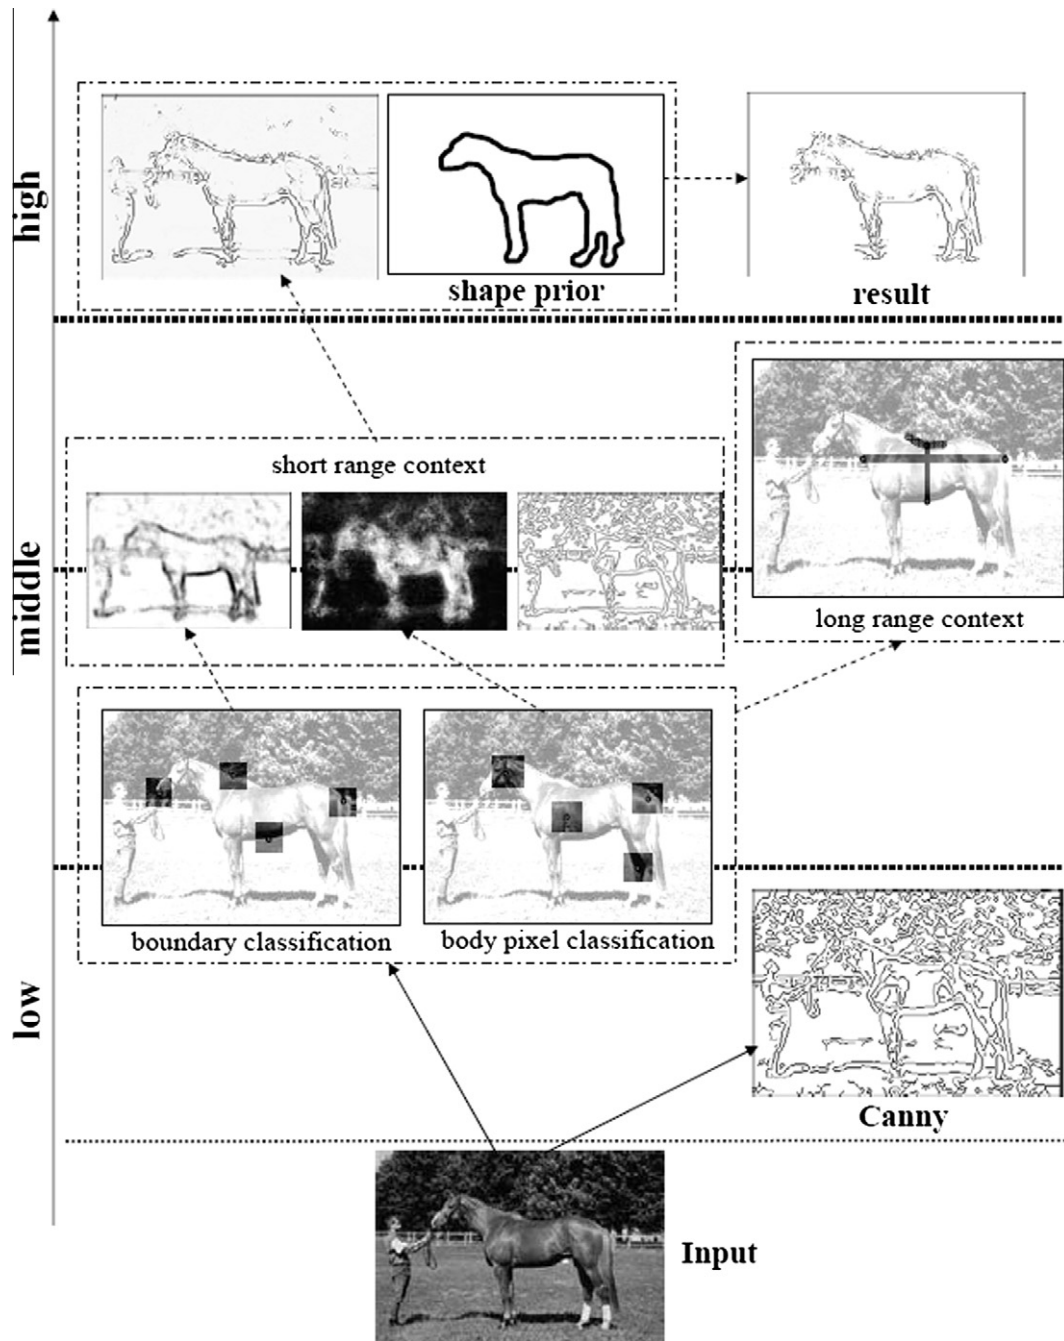 high
shape prior
result
short range context
middle
long range context
boundary classification
body pixel classification
low
Canny
Input